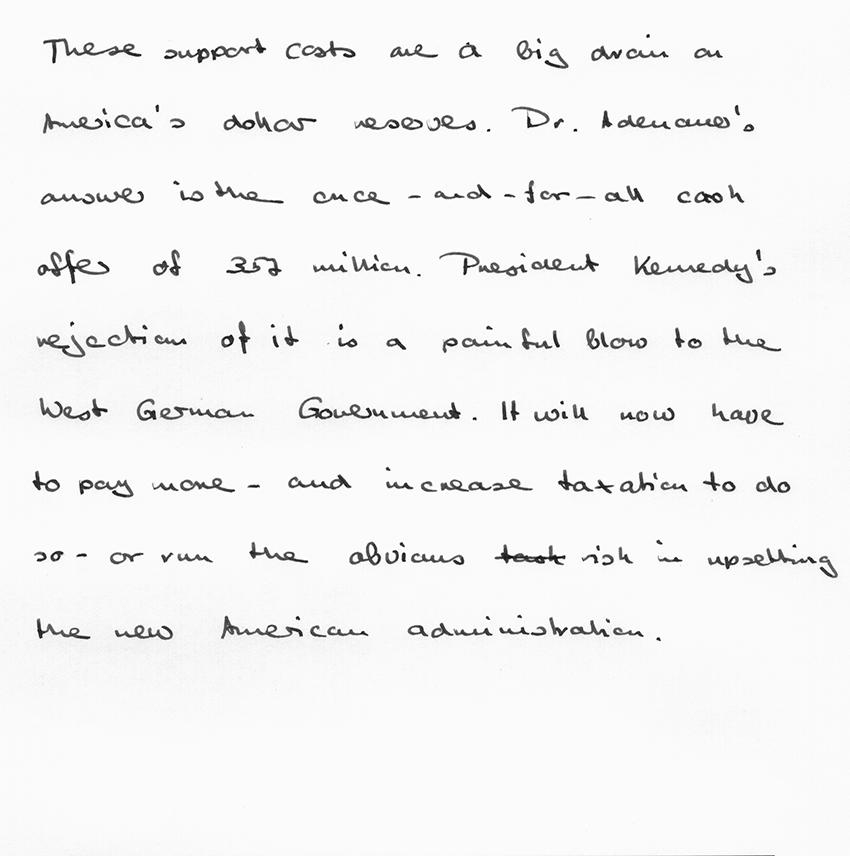 These support costs are a big drain on
America's dollar reserves. Dr. Adenauer's
answer is the once-and-for-all cash
offer of 357 million. President Kennedy's
rejection of it is a painful blow to the
West German Government. It will now have
to pay more - and increase taxation to do
so - or run the obvious task risk in upsetting
the new American administration.